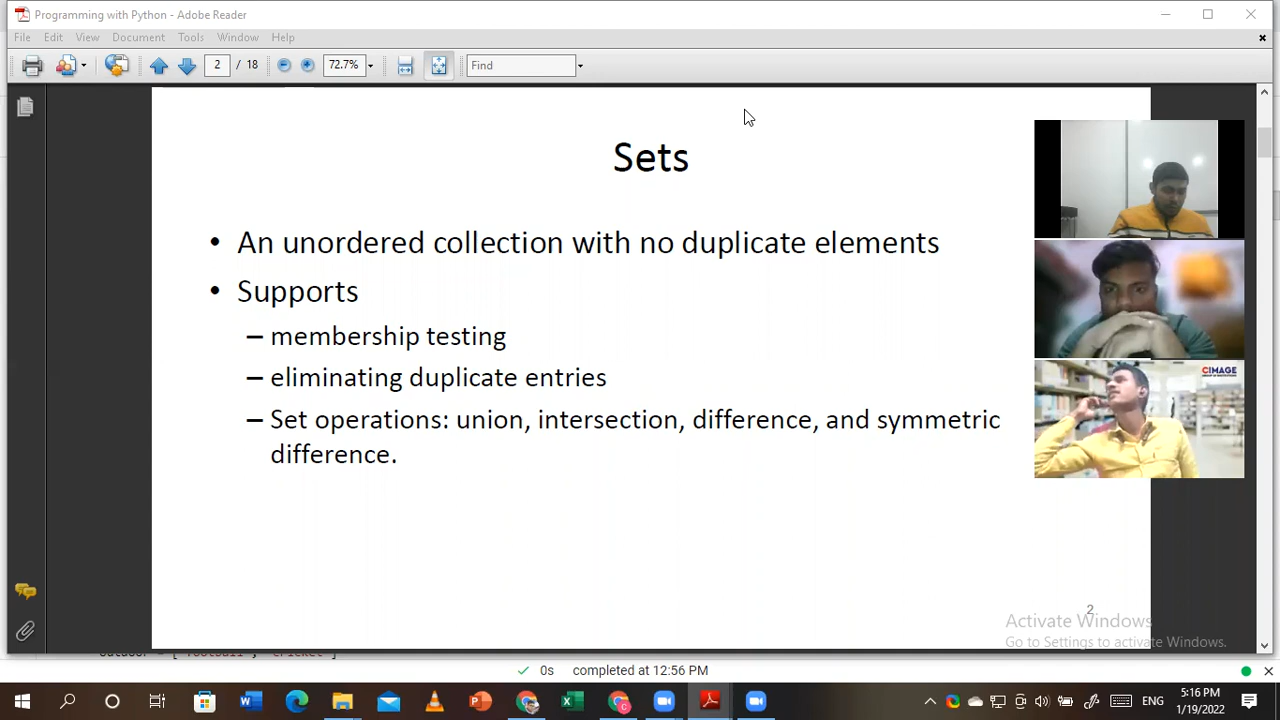 Programming with Python - Adobe Reader
File Edit View Document Tools Window Help
2 / 18 72.7% Find
Sets
• An unordered collection with no duplicate elements
• Supports
– membership testing
– eliminating duplicate entries
– Set operations: union, intersection, difference, and symmetric
difference.
CIMAGE
2
Activate Windows
Go to Settings to activate Windows.
0s completed at 12:56 PM
ENG
5:16 PM
1/19/2022